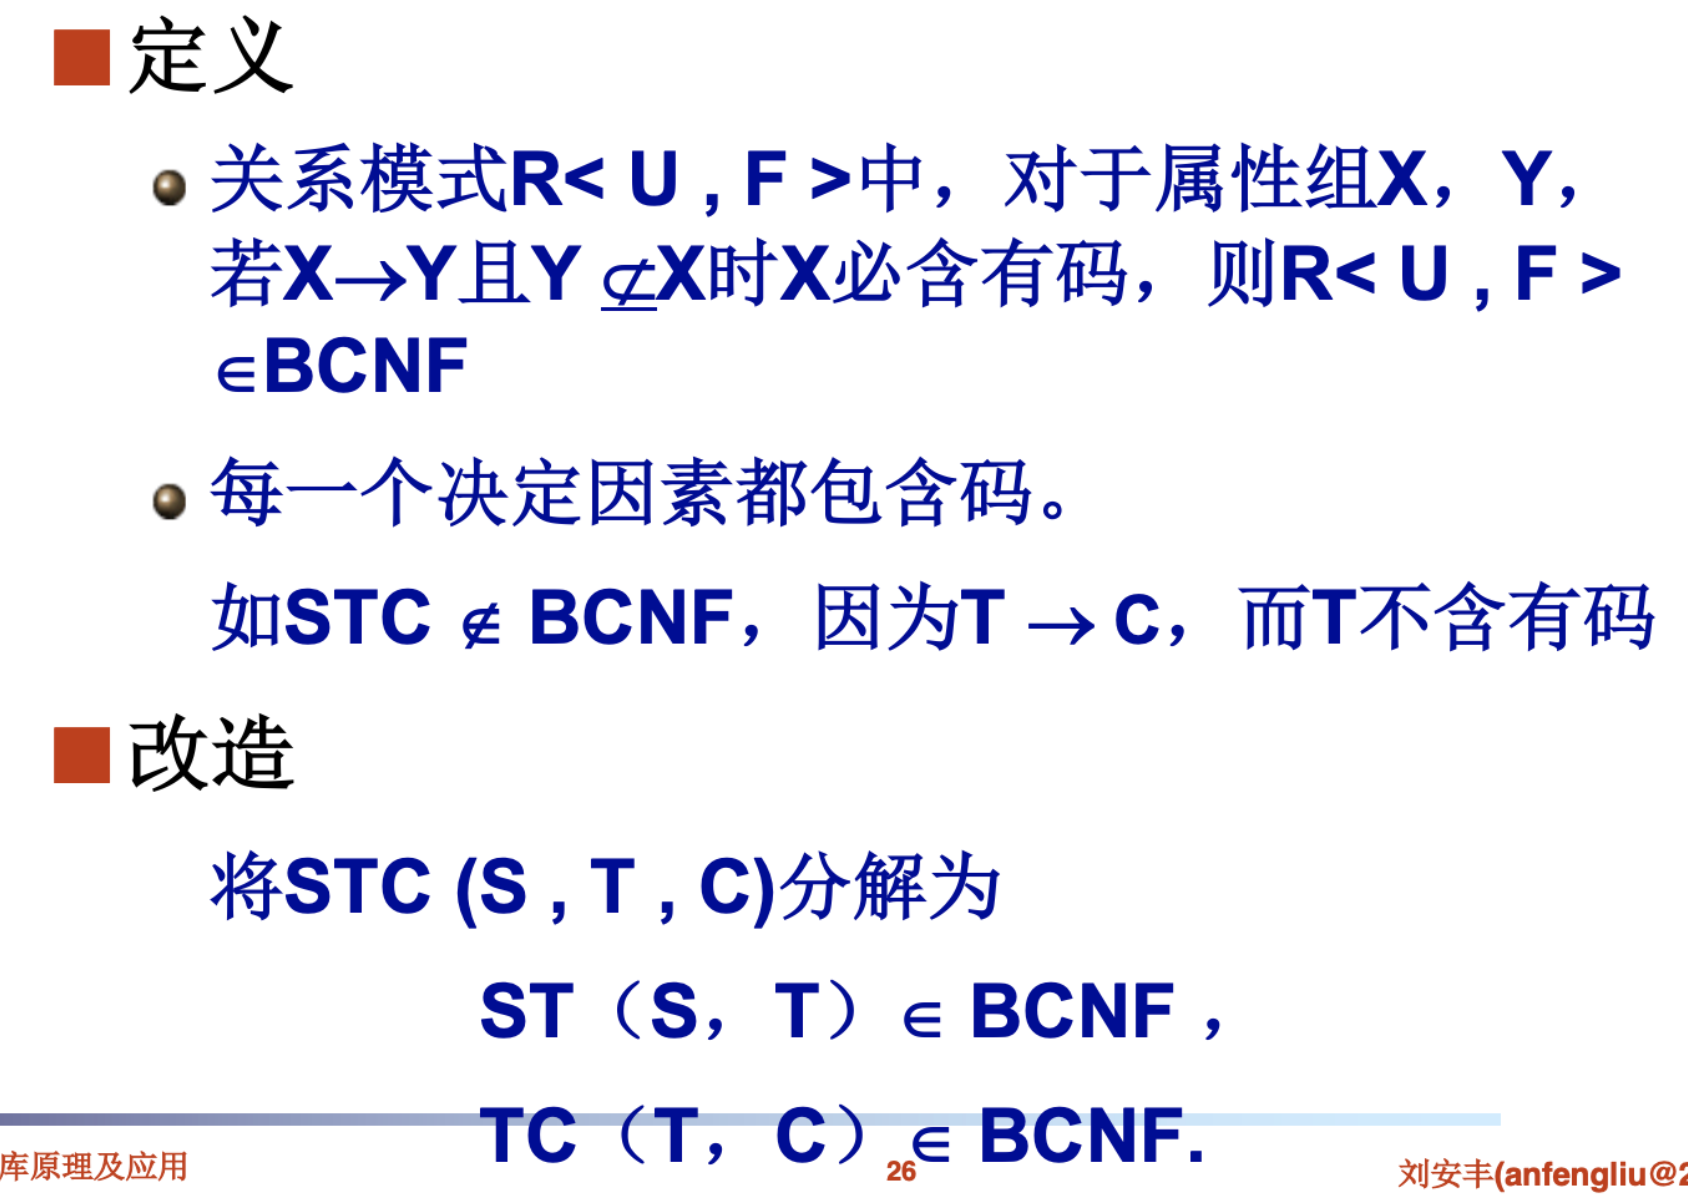 定义
关系模式R< U , F >中，对于属性组X，Y，
若X→Y且Y ⊄X时X必含有码，则R< U , F >
∈BCNF
每一个决定因素都包含码。
如STC ∉ BCNF，因为T → C，而T不含有码
改造
将STC (S , T , C)分解为
ST（S，T）∈ BCNF ，
TC（T，C）∈ BCNF.
库原理及应用
26
刘安丰(anfengliu@2